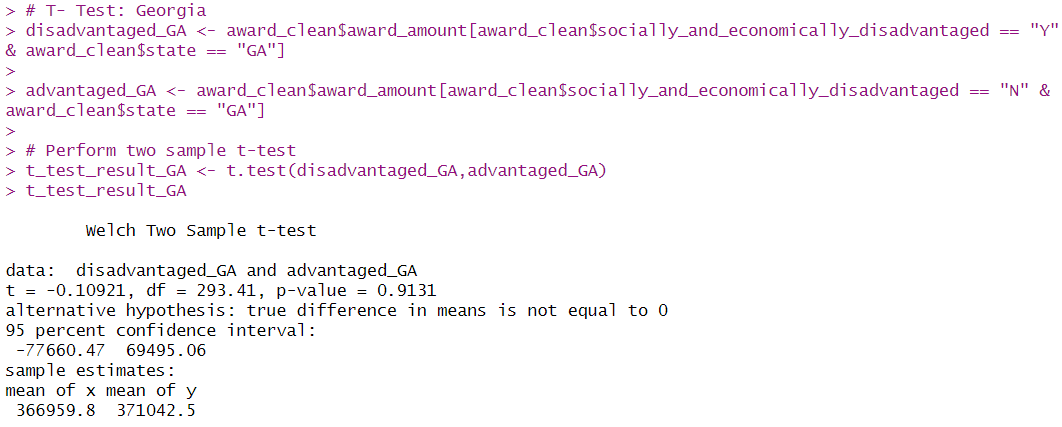 > # T- Test: Georgia
> disadvantaged_GA <- award_clean$award_amount[award_clean$socially_and_economically_disadvantaged == "Y"
& award_clean$state == "GA"]
>
> advantaged_GA <- award_clean$award_amount[award_clean$socially_and_economically_disadvantaged == "N" &
award_clean$state == "GA"]
>
> # Perform two sample t-test
> t_test_result_GA <- t.test(disadvantaged_GA,advantaged_GA)
> t_test_result_GA
Welch Two Sample t-test
data:  disadvantaged_GA and advantaged_GA
t = -0.10921, df = 293.41, p-value = 0.9131
alternative hypothesis: true difference in means is not equal to 0
95 percent confidence interval:
-77660.47  69495.06
sample estimates:
mean of x mean of y
366959.8  371042.5